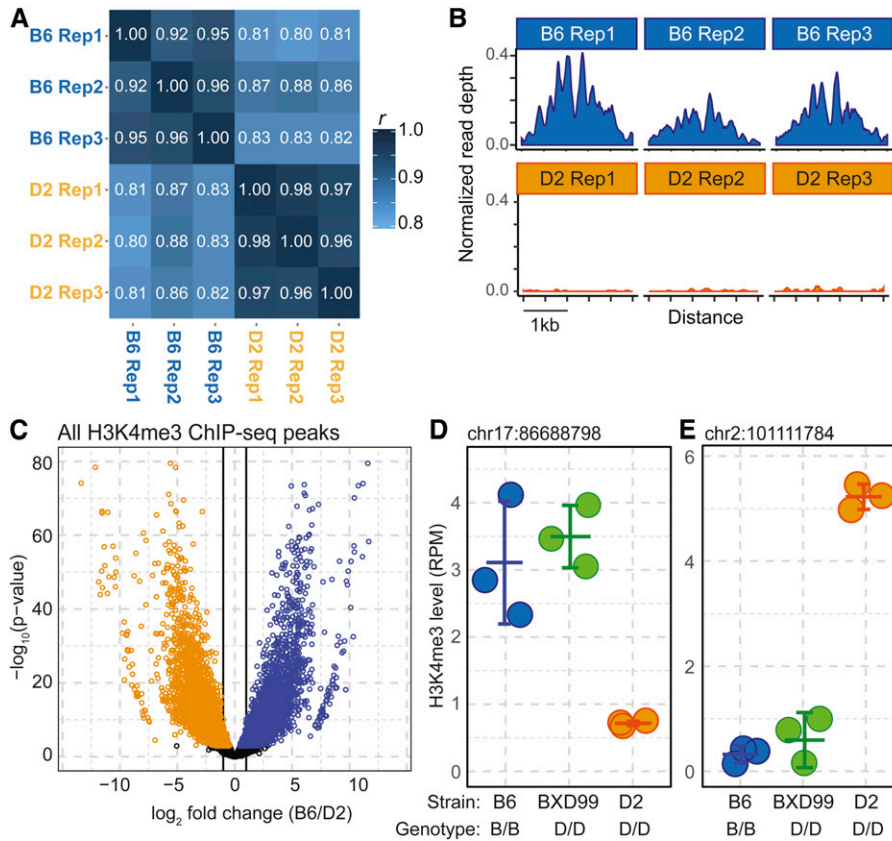 A
B6 Rep1 1.00 0.92 0.95 0.81 0.80 0.81
B6 Rep2 0.92 1.00 0.96 0.87 0.88 0.86
B6 Rep3 0.95 0.96 1.00 0.83 0.83 0.82
D2 Rep1 0.81 0.87 0.83 1.00 0.98 0.97
D2 Rep2 0.80 0.88 0.83 0.98 1.00 0.96
D2 Rep3 0.81 0.86 0.82 0.97 0.96 1.00
B6 Rep1 B6 Rep2 B6 Rep3 D2 Rep1 D2 Rep2 D2 Rep3
r
1.0
0.9
0.8
B
B6 Rep1 B6 Rep2 B6 Rep3
0.4
0.0
D2 Rep1 D2 Rep2 D2 Rep3
0.4
0.0
Normalized read depth
1kb
Distance
C All H3K4me3 ChIP-seq peaks
80
60
40
20
0
−log10(p−value)
−10 −5 0 5 10
log2 fold change (B6/D2)
D chr17:86688798
4
3
2
1
0
H3K4me3 level (RPM)
E chr2:101111784
6
4
2
0
Strain: B6 BXD99 D2 B6 BXD99 D2
Genotype: B/B D/D D/D B/B D/D D/D